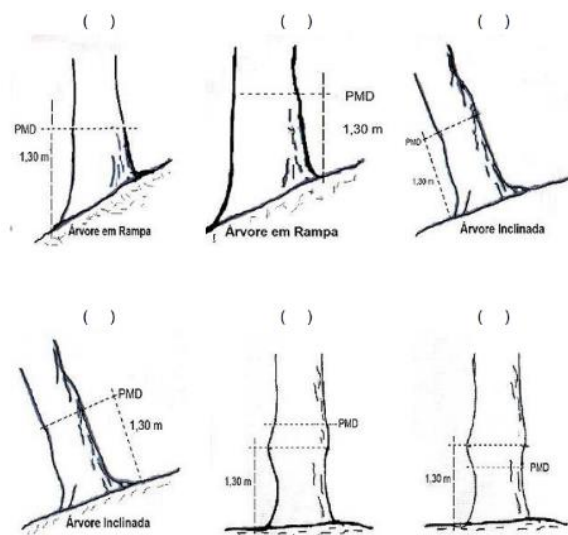 ( )
( )
( )
PMD
1,30 m
Árvore em Rampa
PMD
1,30 m
Árvore em Rampa
PMD
1,30 m
Árvore Inclinada
( )
( )
( )
PMD
1,30 m
Árvore Inclinada
PMD
1,30 m
PMD
1,30 m